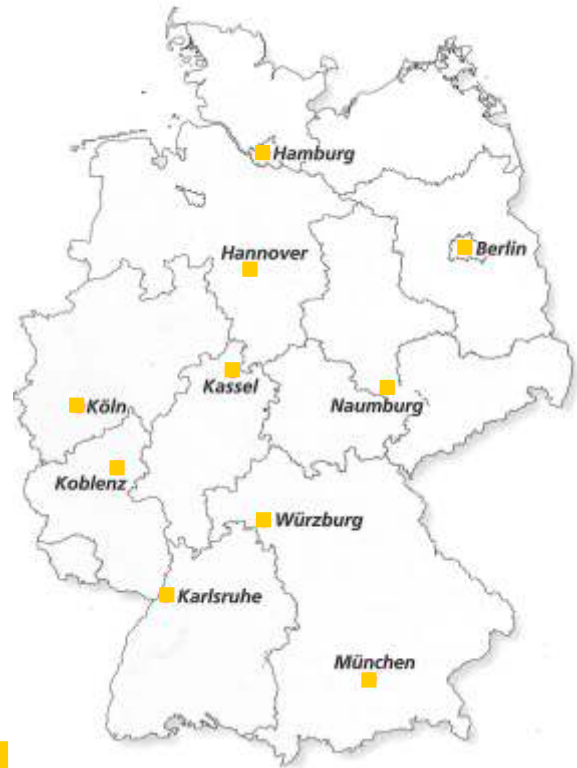 Hamburg
Hannover
Berlin
Kassel
Naumburg
Köln
Koblenz
Würzburg
Karlsruhe
München